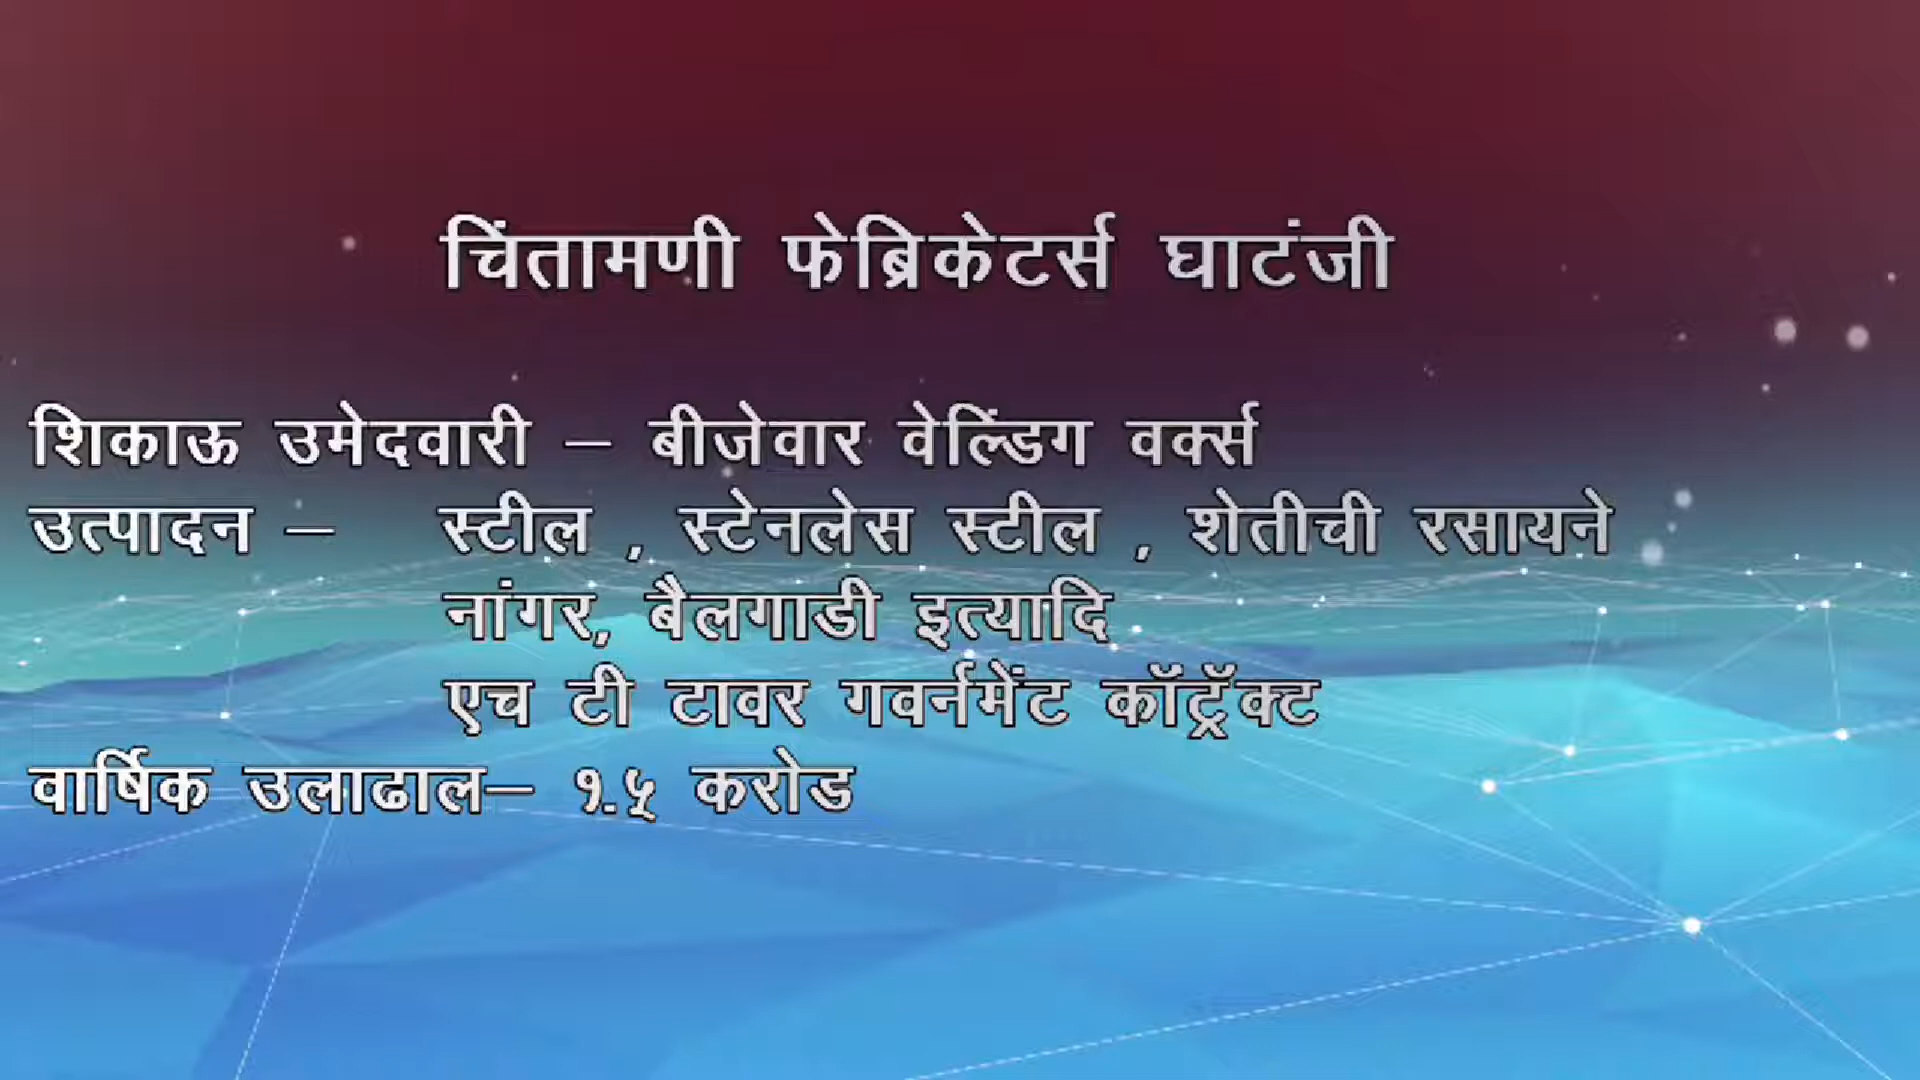 चिंतामणी फेब्रिकेटर्स घाटंजी
शिकाऊ उमेदवारी – बीजेवार वेल्डिंग वर्क्स
उत्पादन – स्टील , स्टेनलेस स्टील , शेतीची रसायने
नांगर, बैलगाडी इत्यादि
एच टी टावर गवर्नमेंट कॉट्रॅक्ट
वार्षिक उलाढाल– १.५ करोड